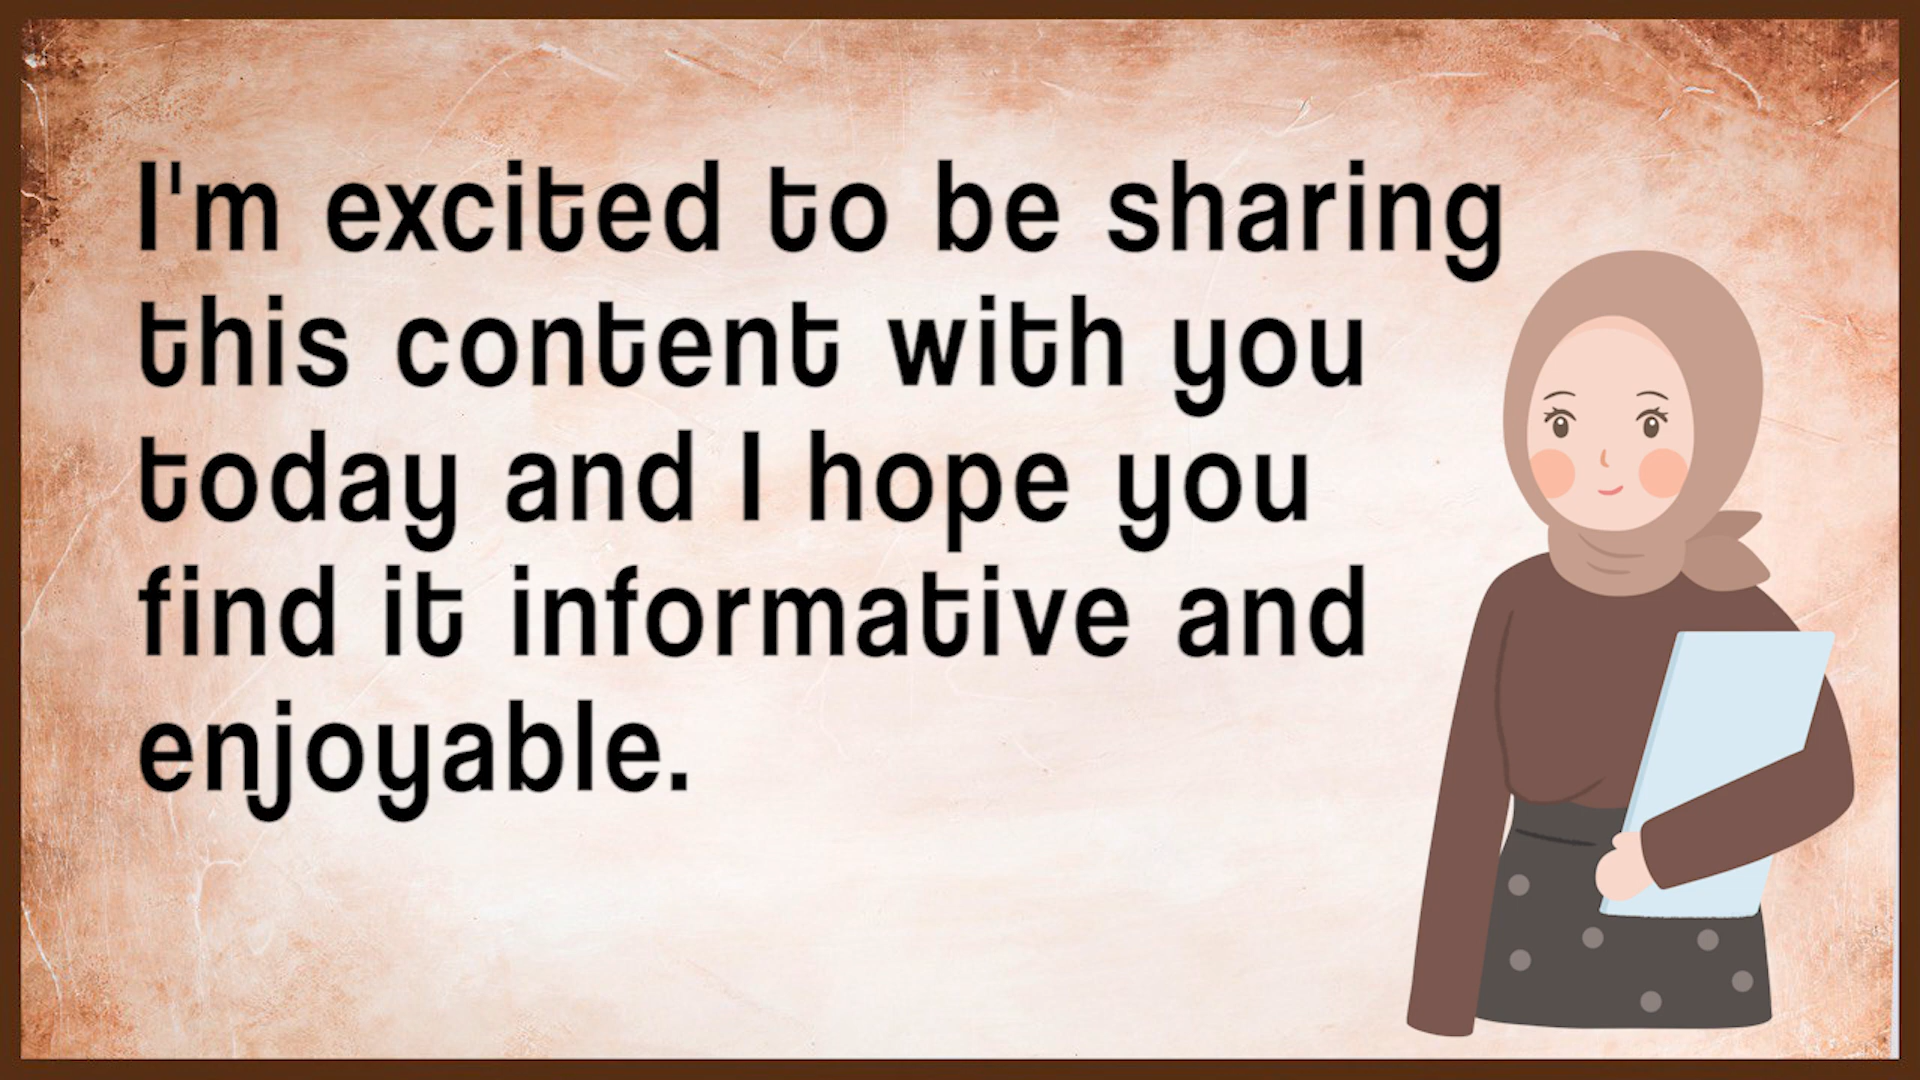 I'm excited to be sharing
this content with you
today and I hope you
find it informative and
enjoyable.